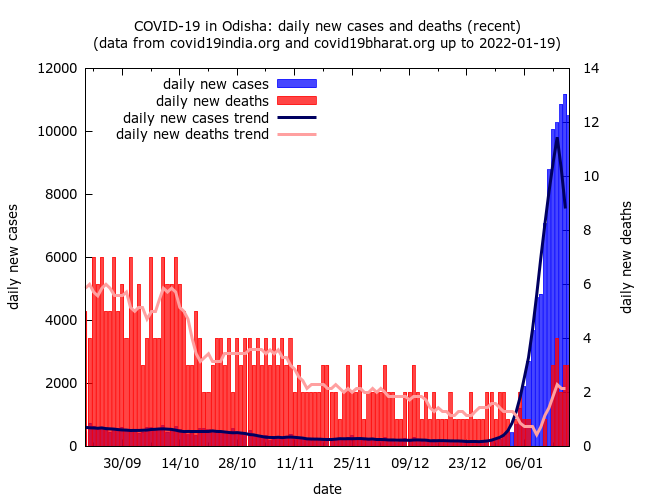 COVID-19 in Odisha: daily new cases and deaths (recent)
(data from covid19india.org and covid19bharat.org up to 2022-01-19)
12000 14
daily new cases
daily new deaths
daily new cases trend
daily new deaths trend
10000 12
8000 10
6000 8
4000 6
2000 4
0 2
0
daily new cases
daily new deaths
30/09 14/10 28/10 11/11 25/11 09/12 23/12 06/01
date